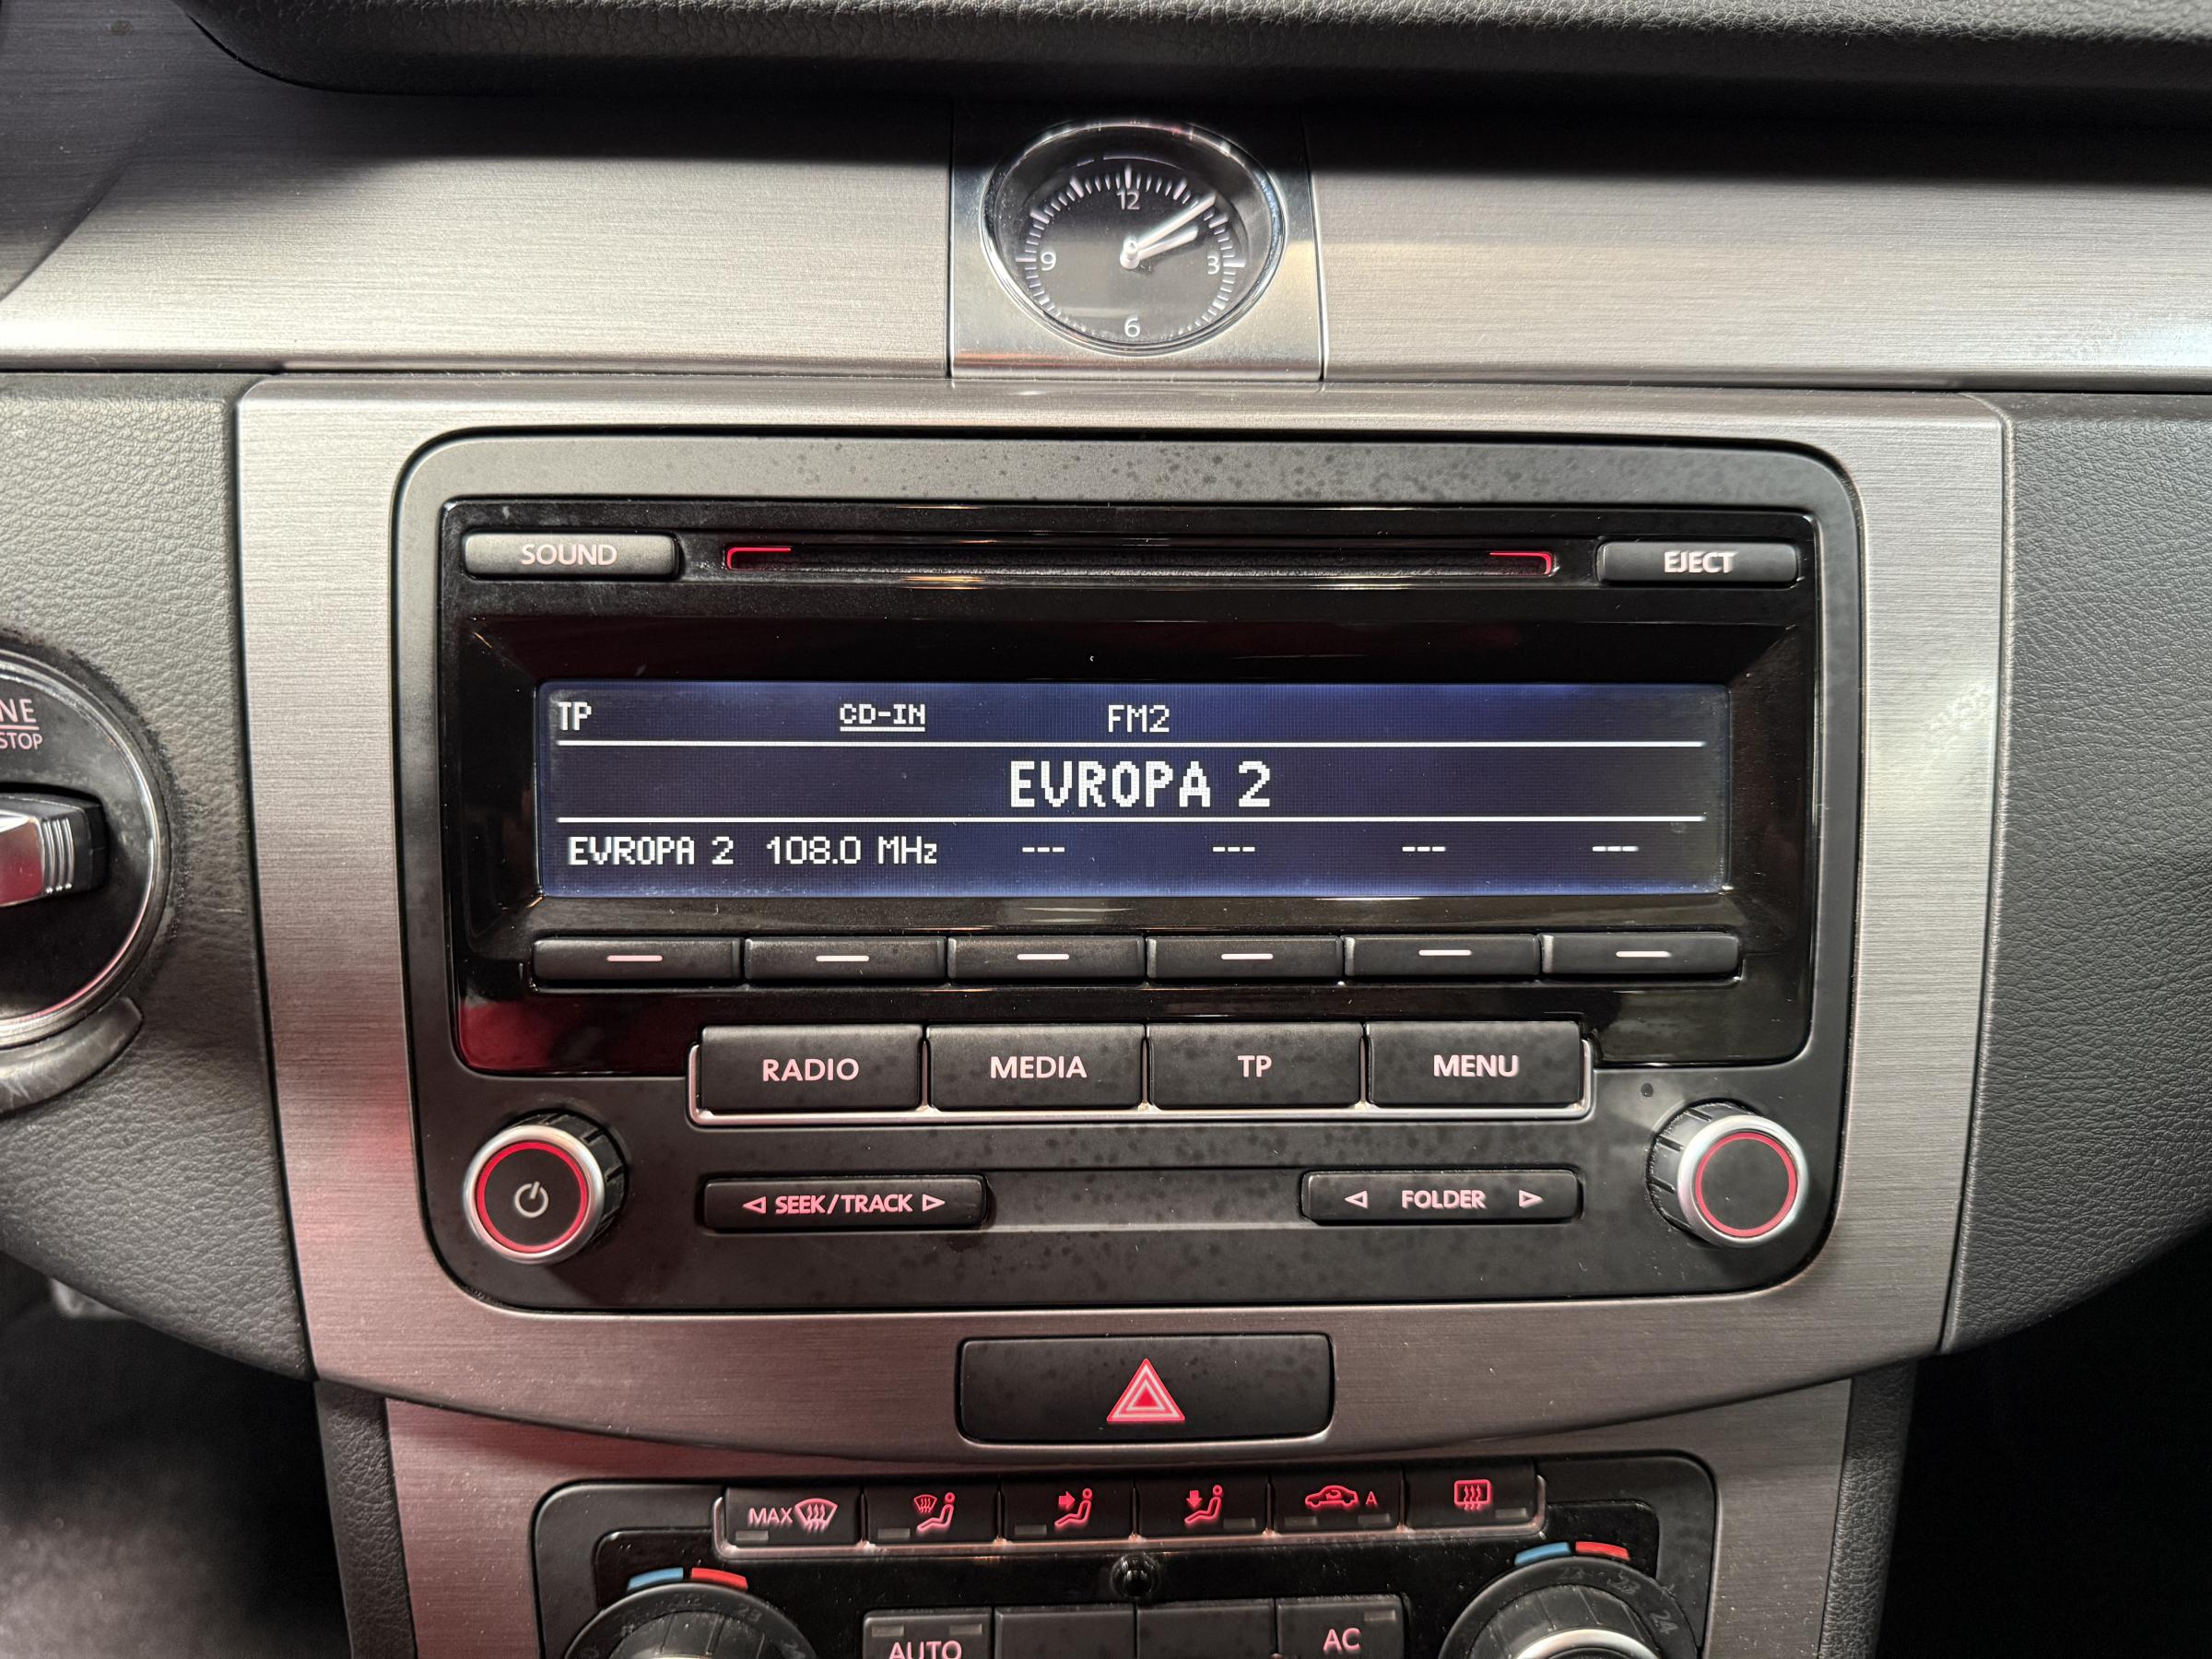 12
9
3
6
SOUND
EJECT
TP CD-IN FM2
EVROPA 2
EVROPA 2 108.0 MHz --- --- --- ---
NE
STOP
RADIO MEDIA TP MENU
SEEK/TRACK
FOLDER
MAX
A
AUTO
AC
24